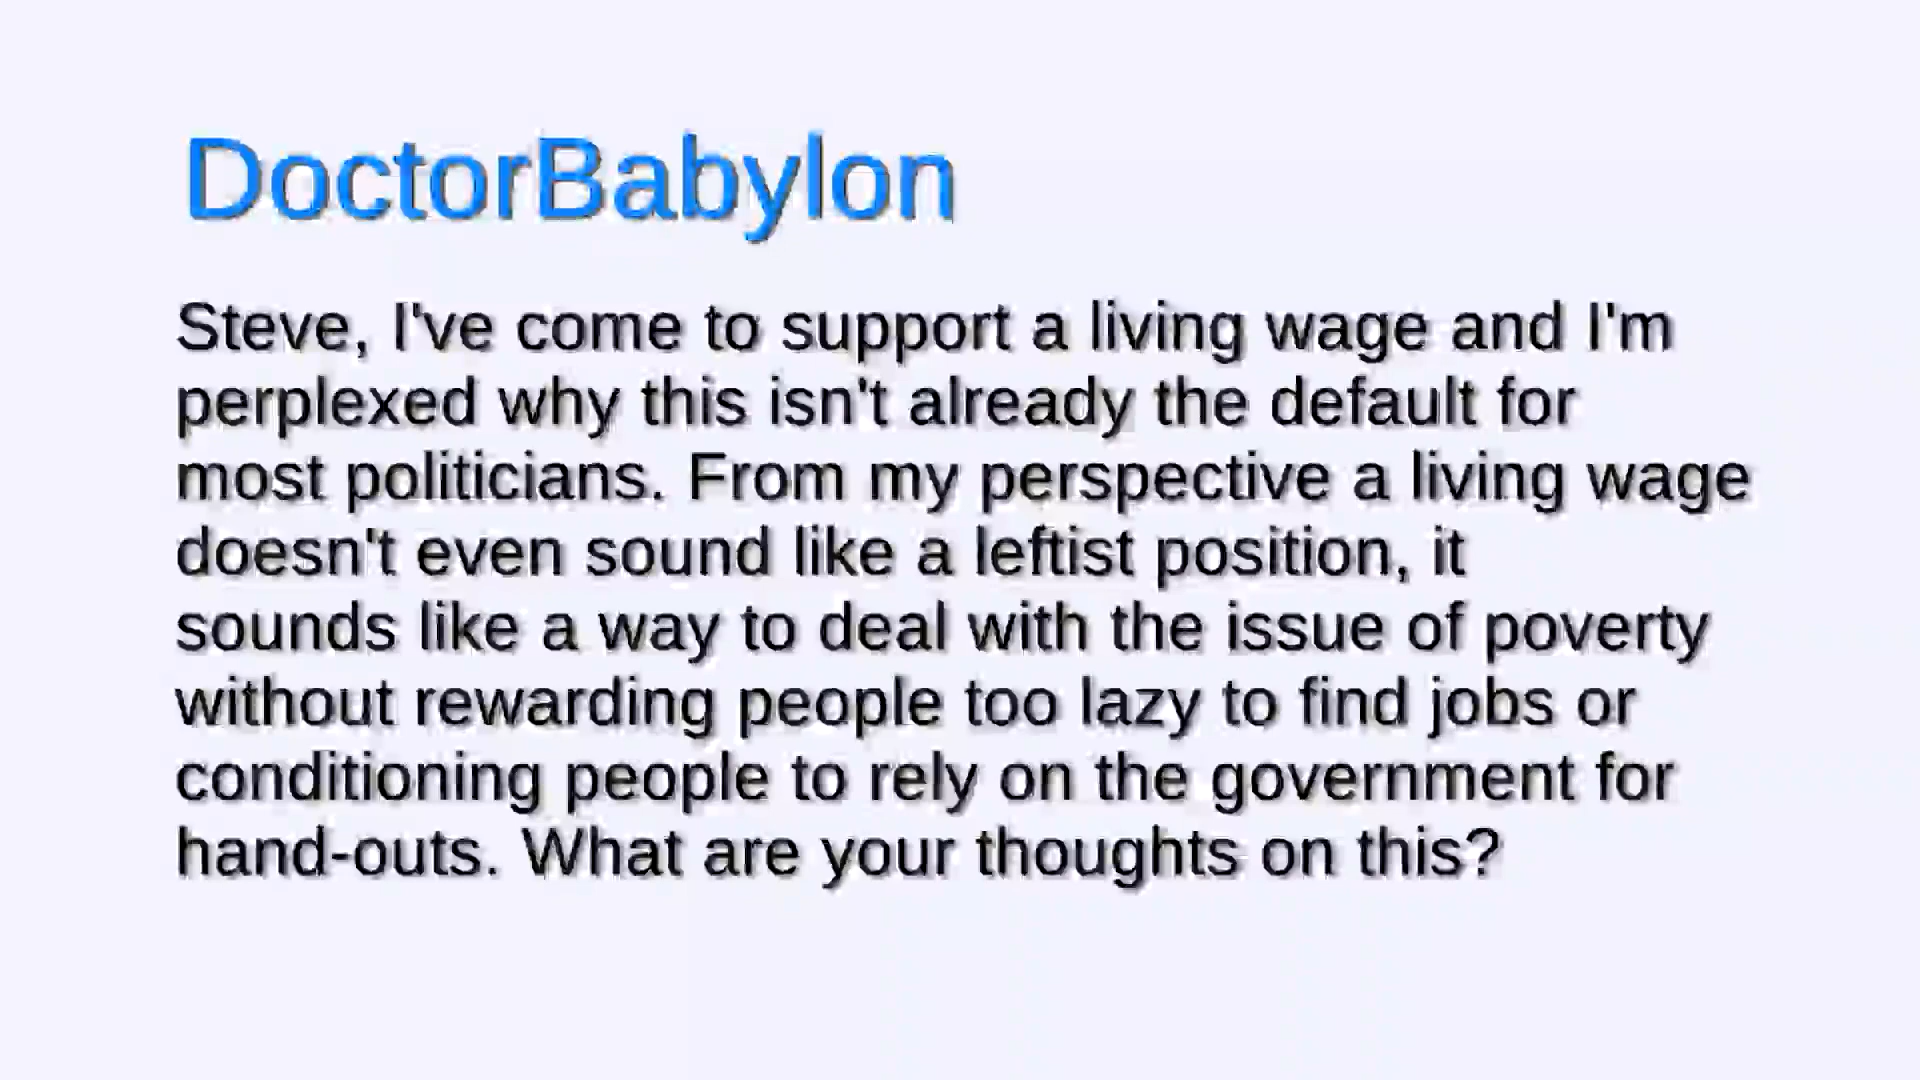 DoctorBabylon
Steve, I've come to support a living wage and I'm
perplexed why this isn't already the default for
most politicians. From my perspective a living wage
doesn't even sound like a leftist position, it
sounds like a way to deal with the issue of poverty
without rewarding people too lazy to find jobs or
conditioning people to rely on the government for
hand-outs. What are your thoughts on this?